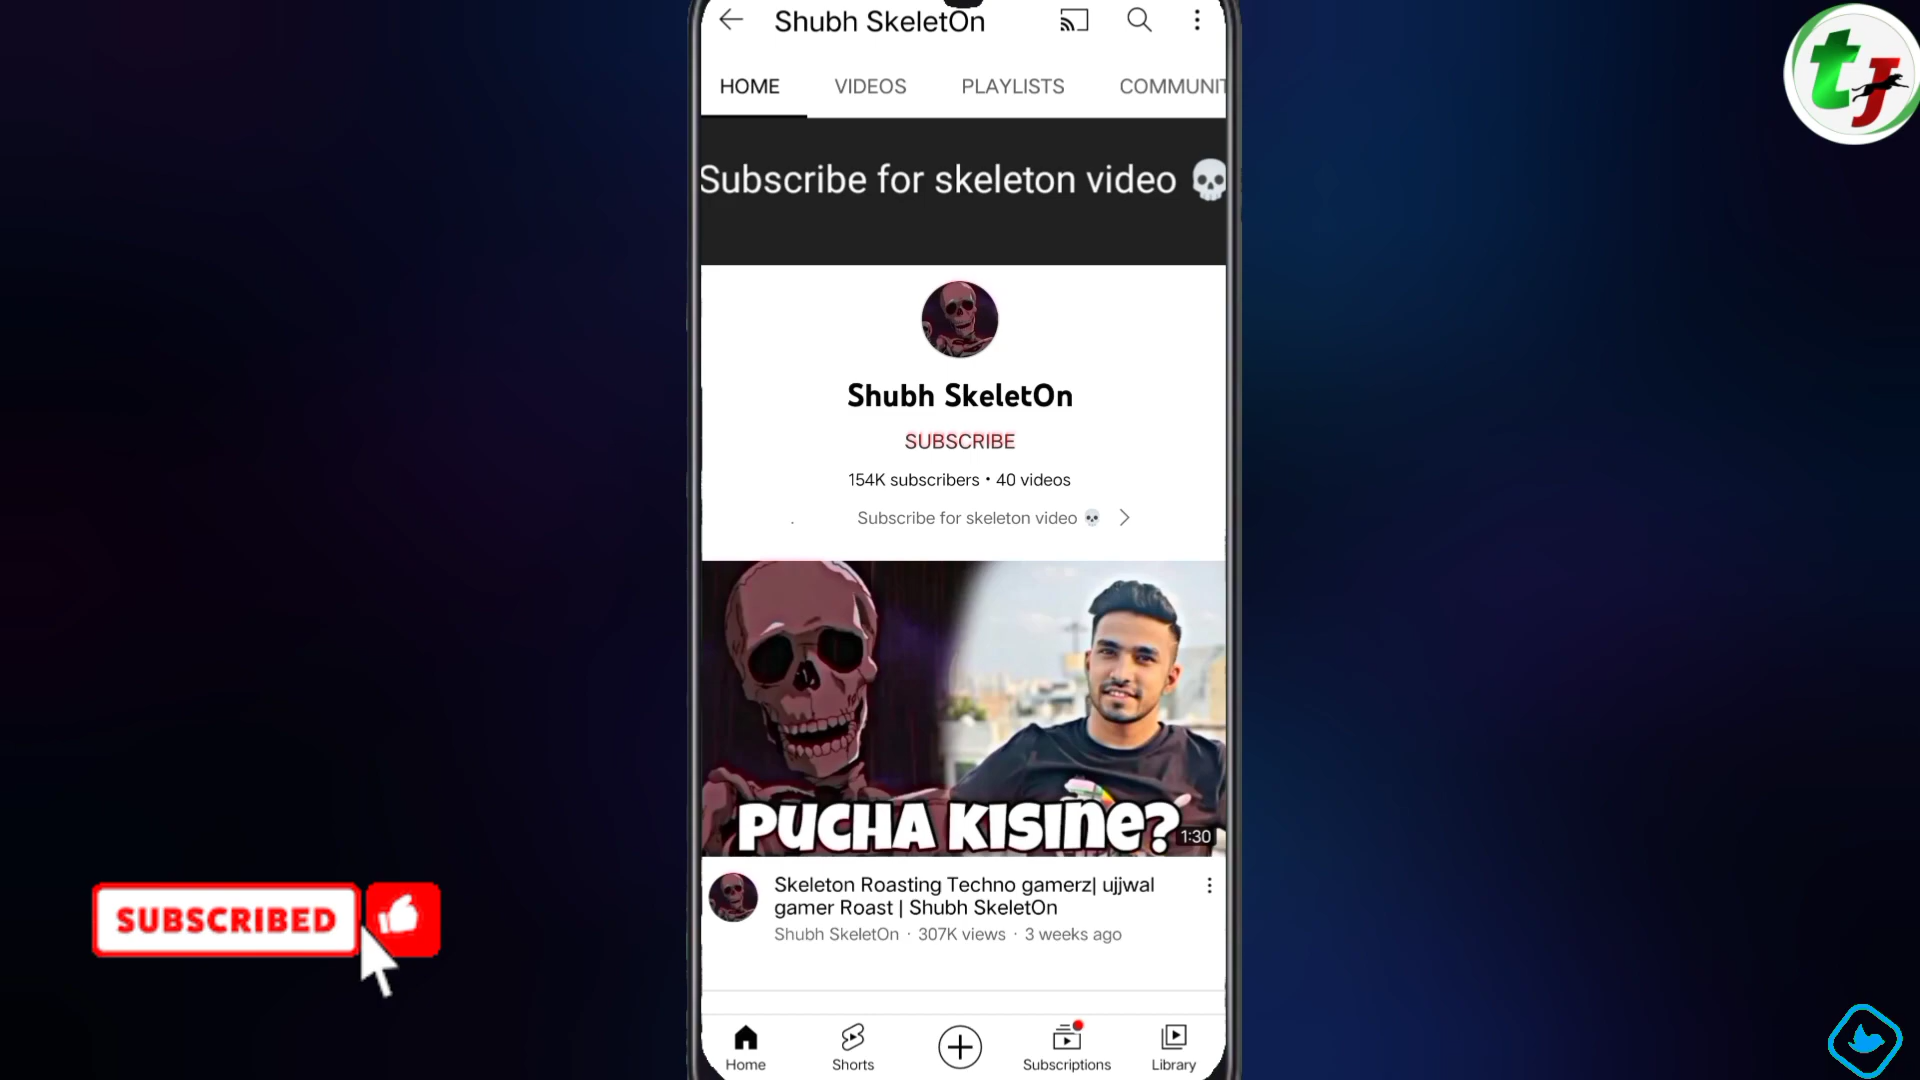 Shubh SkeletOn
HOME VIDEOS PLAYLISTS COMMUNIT
Subscribe for skeleton video 💀
Shubh SkeletOn
SUBSCRIBE
154K subscribers • 40 videos
. Subscribe for skeleton video 💀
PUCHA KISINE?
1:30
Skeleton Roasting Techno gamerz| ujjwal
gamer Roast | Shubh SkeletOn
Shubh SkeletOn · 307K views · 3 weeks ago
Home Shorts Subscriptions Library
SUBSCRIBED
tJ